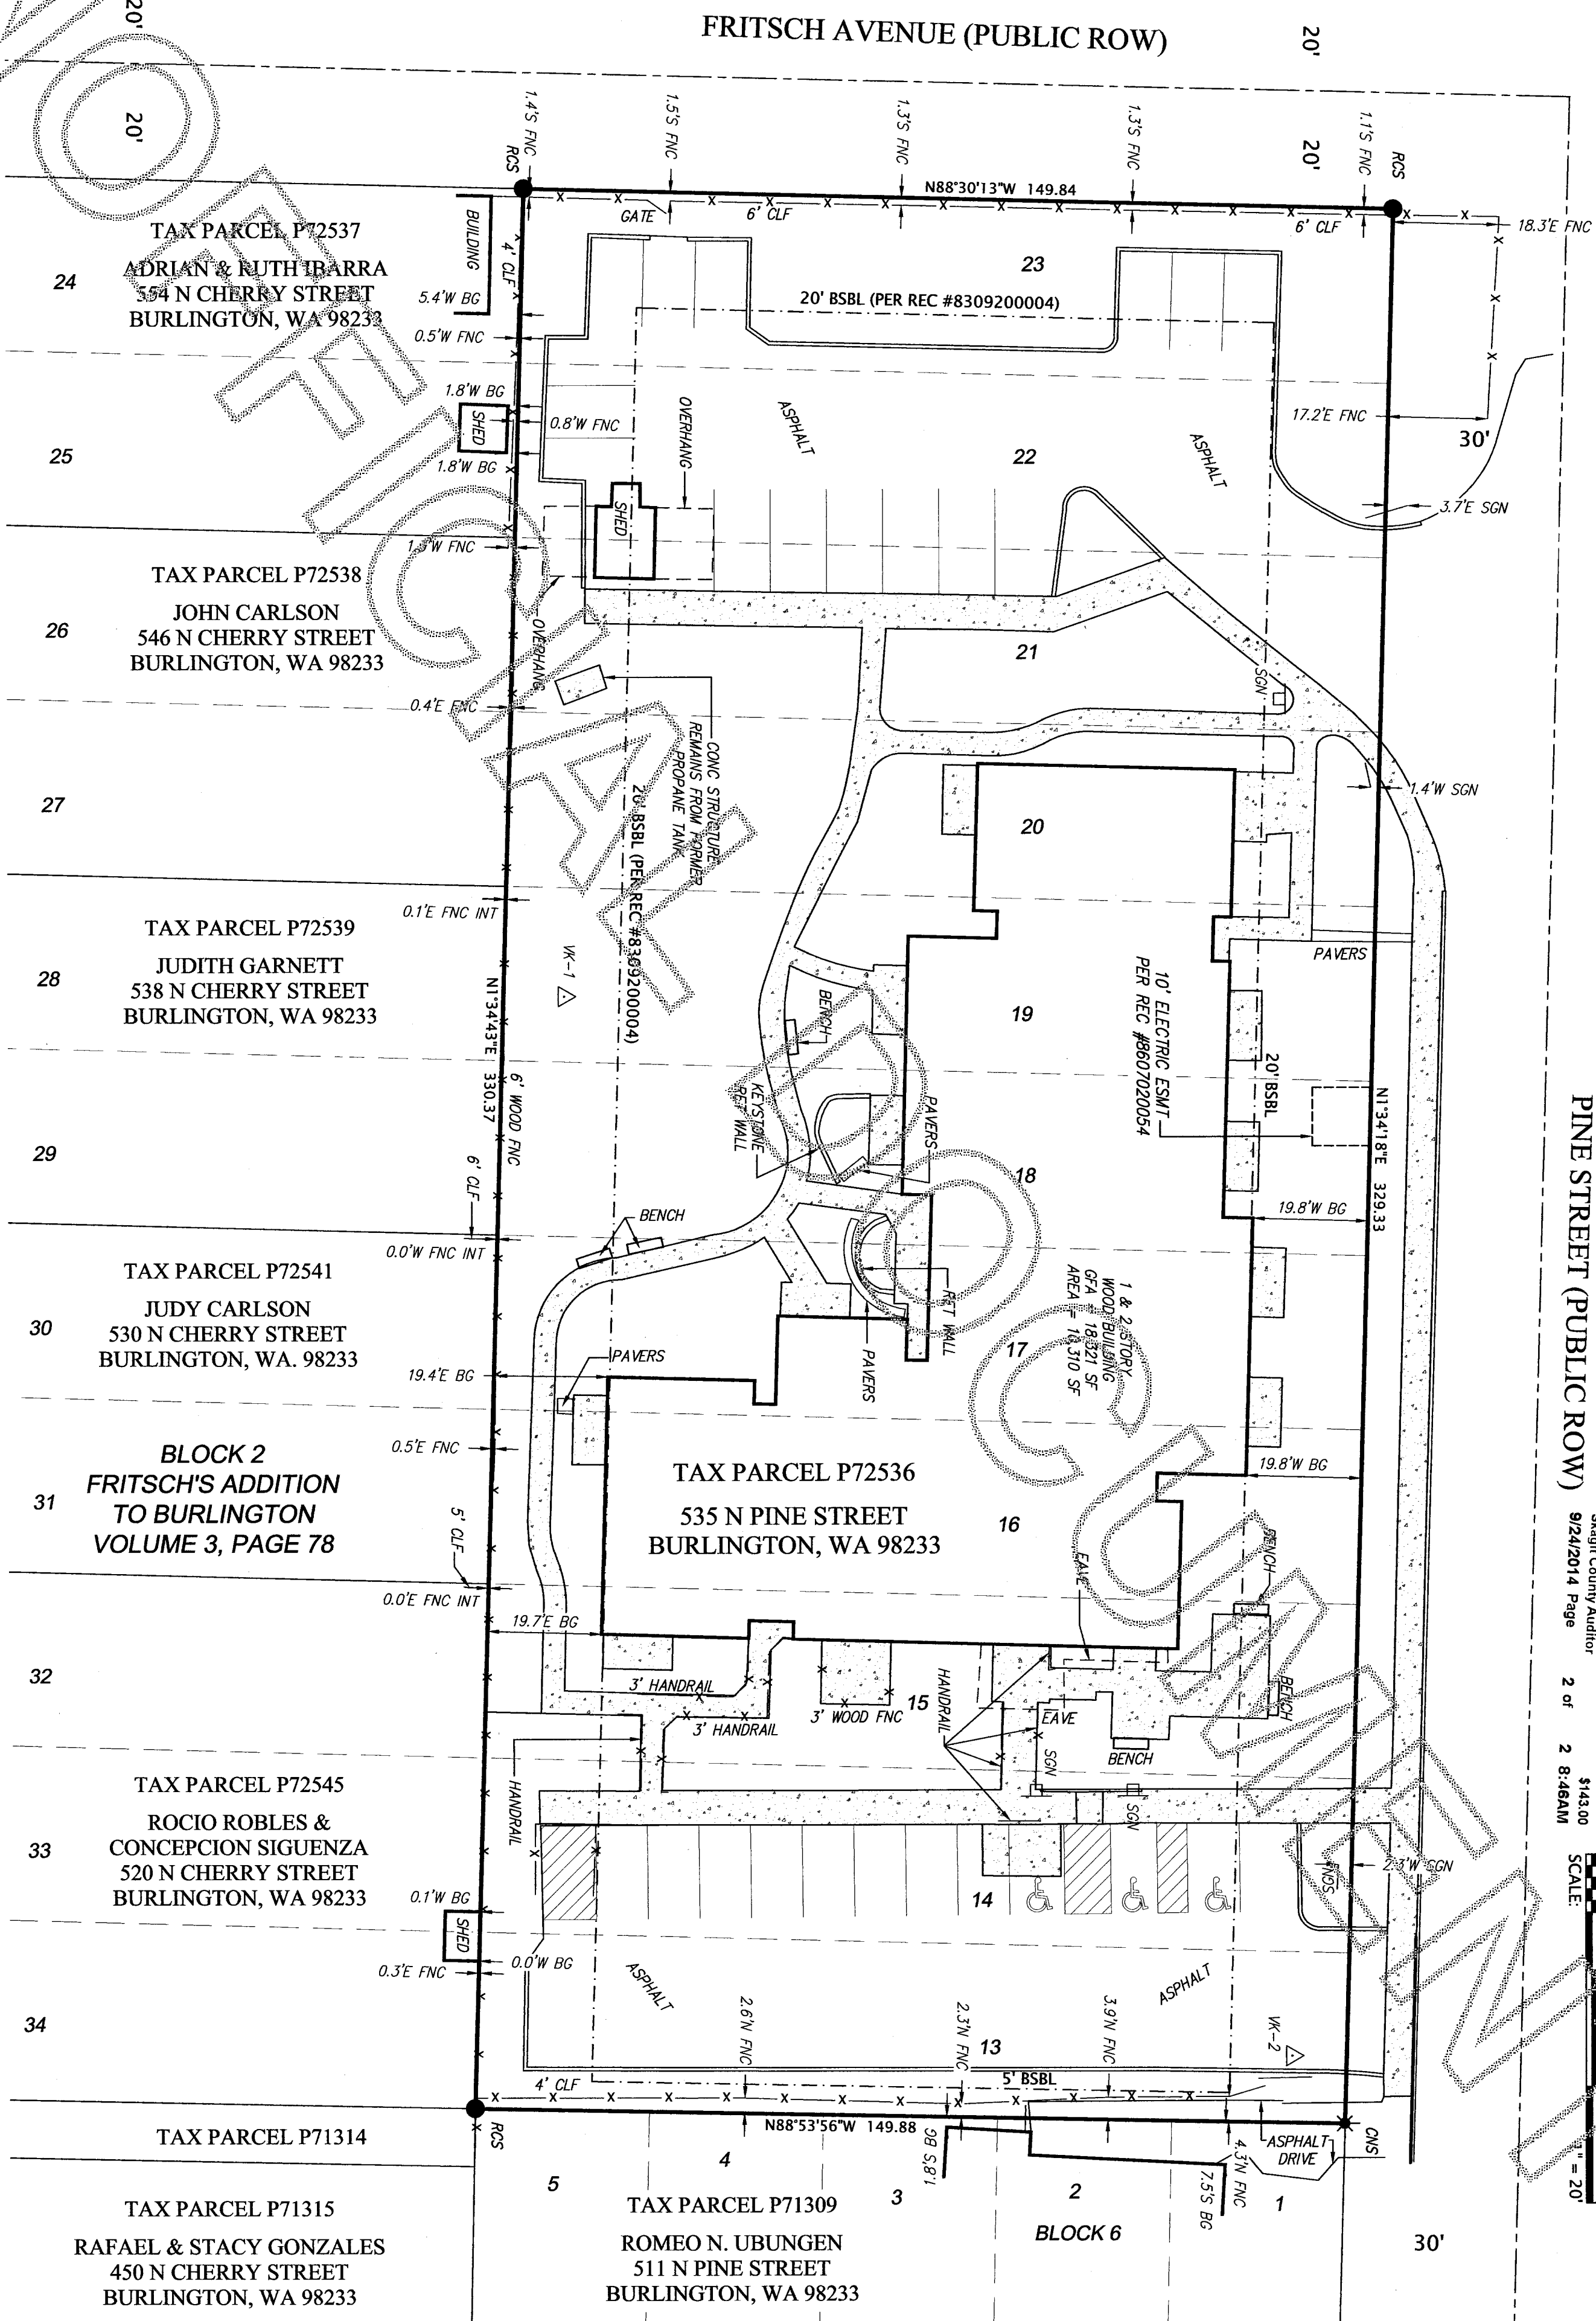 FRITSCH AVENUE (PUBLIC ROW)
20'
20'
20'
20'
1.4'S FNC
1.5'S FNC
1.3'S FNC
1.3'S FNC
1.1'S FNC
RCS
RCS
N88°30'13"W 149.84
GATE
6' CLF
6' CLF
18.3'E FNC
TAX PARCEL P72537
ADRIAN & RUTH IBARRA
554 N CHERRY STREET
BURLINGTON, WA 98233
24
BUILDING
4' CLF
5.4'W BG
0.5'W FNC
23
20' BSBL (PER REC #8309200004)
1.8'W BG
SHED
0.8'W FNC
1.8'W BG
25
OVERHANG
ASPHALT
ASPHALT
22
17.2'E FNC
30'
3.7'E SGN
SHED
TAX PARCEL P72538
JOHN CARLSON
546 N CHERRY STREET
BURLINGTON, WA 98233
26
OVERHANG
0.4'E FNC
21
SGN
CONC STRUCTURE
REMAINS FROM FORMER
PROPANE TANK
1.4'W SGN
27
20' BSBL (PER REC #8309200004)
20
0.1'E FNC INT
TAX PARCEL P72539
JUDITH GARNETT
538 N CHERRY STREET
BURLINGTON, WA 98233
28
VK-1
N1°34'43"E 330.37
BENCH
19
PAVERS
10' ELECTRIC ESMT
PER REC #8607020054
20' BSBL
N1°34'18"E 329.33
PINE STREET (PUBLIC ROW)
6' WOOD FNC
6' CLF
KEYSTONE
RET WALL
PAVERS
29
18
19.8'W BG
BENCH
0.0'W FNC INT
TAX PARCEL P72541
JUDY CARLSON
530 N CHERRY STREET
BURLINGTON, WA. 98233
30
RET WALL
PAVERS
17
1 & 2 STORY
WOOD BUILDING
GFA = 18,321 SF
AREA = 18,310 SF
PAVERS
19.4'E BG
0.5'E FNC
BLOCK 2
FRITSCH'S ADDITION
TO BURLINGTON
VOLUME 3, PAGE 78
31
5' CLF
TAX PARCEL P72536
535 N PINE STREET
BURLINGTON, WA 98233
16
19.8'W BG
BENCH
EAVE
Skagit County Auditor
$143.00
9/24/2014 Page
2 of
2 8:46AM
0.0'E FNC INT
19.7'E BG
32
3' HANDRAIL
3' HANDRAIL
3' WOOD FNC
15
HANDRAIL
EAVE
SGN
BENCH
BENCH
SGN
HANDRAIL
TAX PARCEL P72545
ROCIO ROBLES &
CONCEPCION SIGUENZA
520 N CHERRY STREET
BURLINGTON, WA 98233
33
0.1'W BG
SHED
0.0'W BG
0.3'E FNC
14
SIGN
2.3'W SGN
SCALE:
1" = 20'
34
ASPHALT
ASPHALT
2.6'N FNC
2.3'N FNC
3.9'N FNC
VK-2
13
4' CLF
5' BSBL
N88°53'56"W 149.88
RCS
CNS
ASPHALT
DRIVE
TAX PARCEL P71314
1.8'S BG
4.3'N FNC
7.5'S BG
5
4
3
2
1
TAX PARCEL P71315
RAFAEL & STACY GONZALES
450 N CHERRY STREET
BURLINGTON, WA 98233
TAX PARCEL P71309
ROMEO N. UBUNGEN
511 N PINE STREET
BURLINGTON, WA 98233
BLOCK 6
30'
UNOFFICIAL DOCUMENT